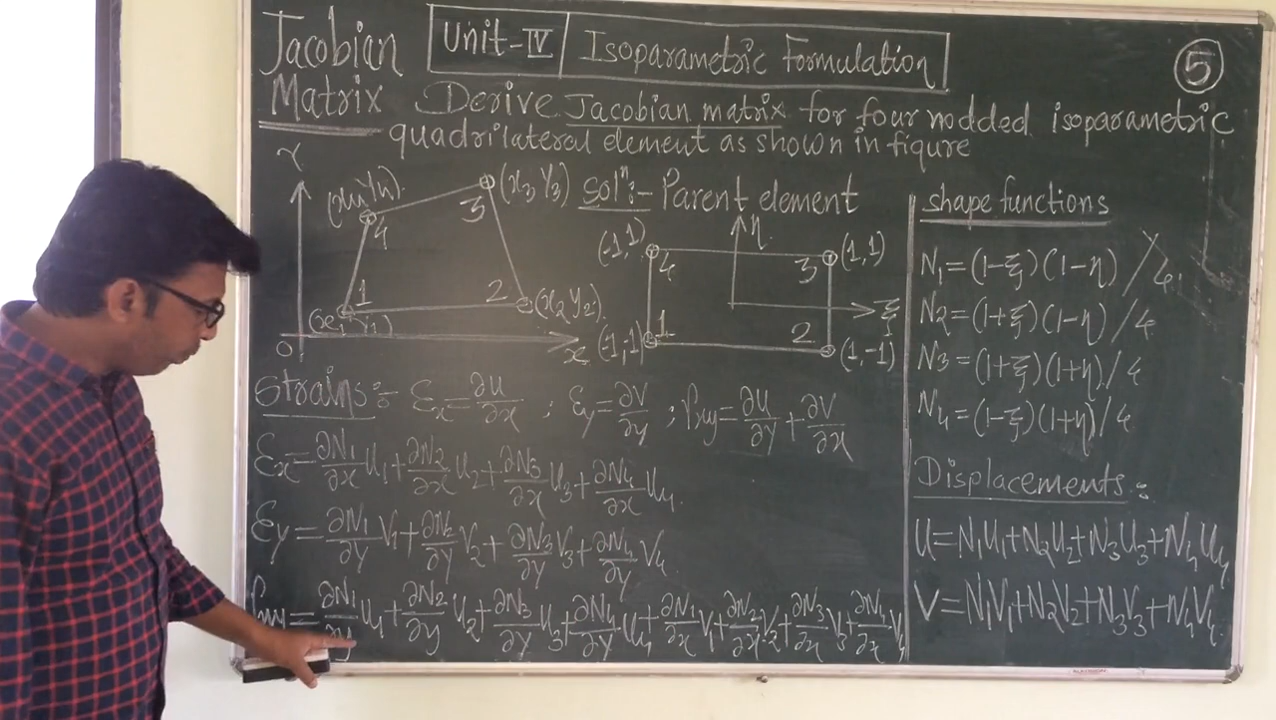 Jacobian
Matrix
Unit-IV
Isoparametric Formulation
5
Derive Jacobian matrix for four nodded isoparametric
quadrilateral element as shown in figure
Y
(x4 Y4)
4
(x3 Y3)
3
1
2
(x1 Y1)
(x2 Y2)
O
x
Solⁿ:- Parent element
η
(-1,1)
4
3
(1,1)
ξ
1
2
(-1,-1)
(1,-1)
Strains:- εx=∂u/∂x ; εy=∂v/∂y ; γxy=∂u/∂y+∂v/∂x
εx=∂N1/∂x u1+∂N2/∂x u2+∂N3/∂x u3+∂N4/∂x u4
εy=∂N1/∂y V1+∂N2/∂y V2+∂N3/∂y V3+∂N4/∂y V4
γxy=∂N1/∂y u1+∂N2/∂y u2+∂N3/∂y u3+∂N4/∂y u4+∂N1/∂x V1+∂N2/∂x V2+∂N3/∂x V3+∂N4/∂x V4
shape functions
N1=(1-ξ)(1-η)/4
N2=(1+ξ)(1-η)/4
N3=(1+ξ)(1+η)/4
N4=(1-ξ)(1+η)/4
Displacements:
U=N1U1+N2U2+N3U3+N4U4
V=N1V1+N2V2+N3V3+N4V4